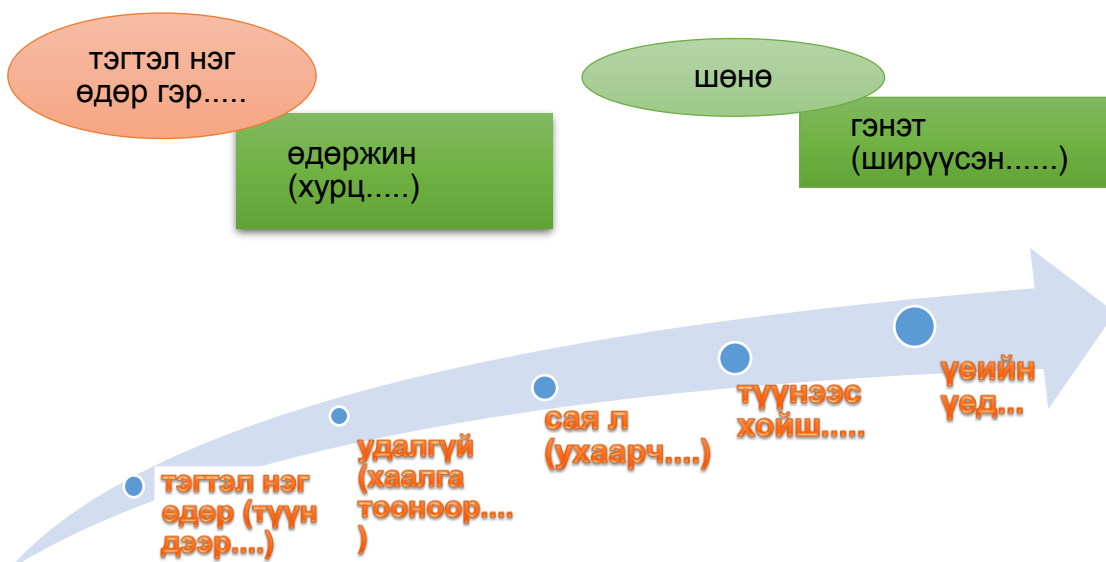 тэгтэл нэг
өдөр гэр.....
өдөржин
(хурц.....)
шөнө
гэнэт
(ширүүсэн......)
тэгтэл нэг
өдөр (түүн
дээр....)
удалгүй
(хаалга
тооноор....
)
сая л
(ухаарч....)
түүнээс
хойш.....
үеийн
үед...